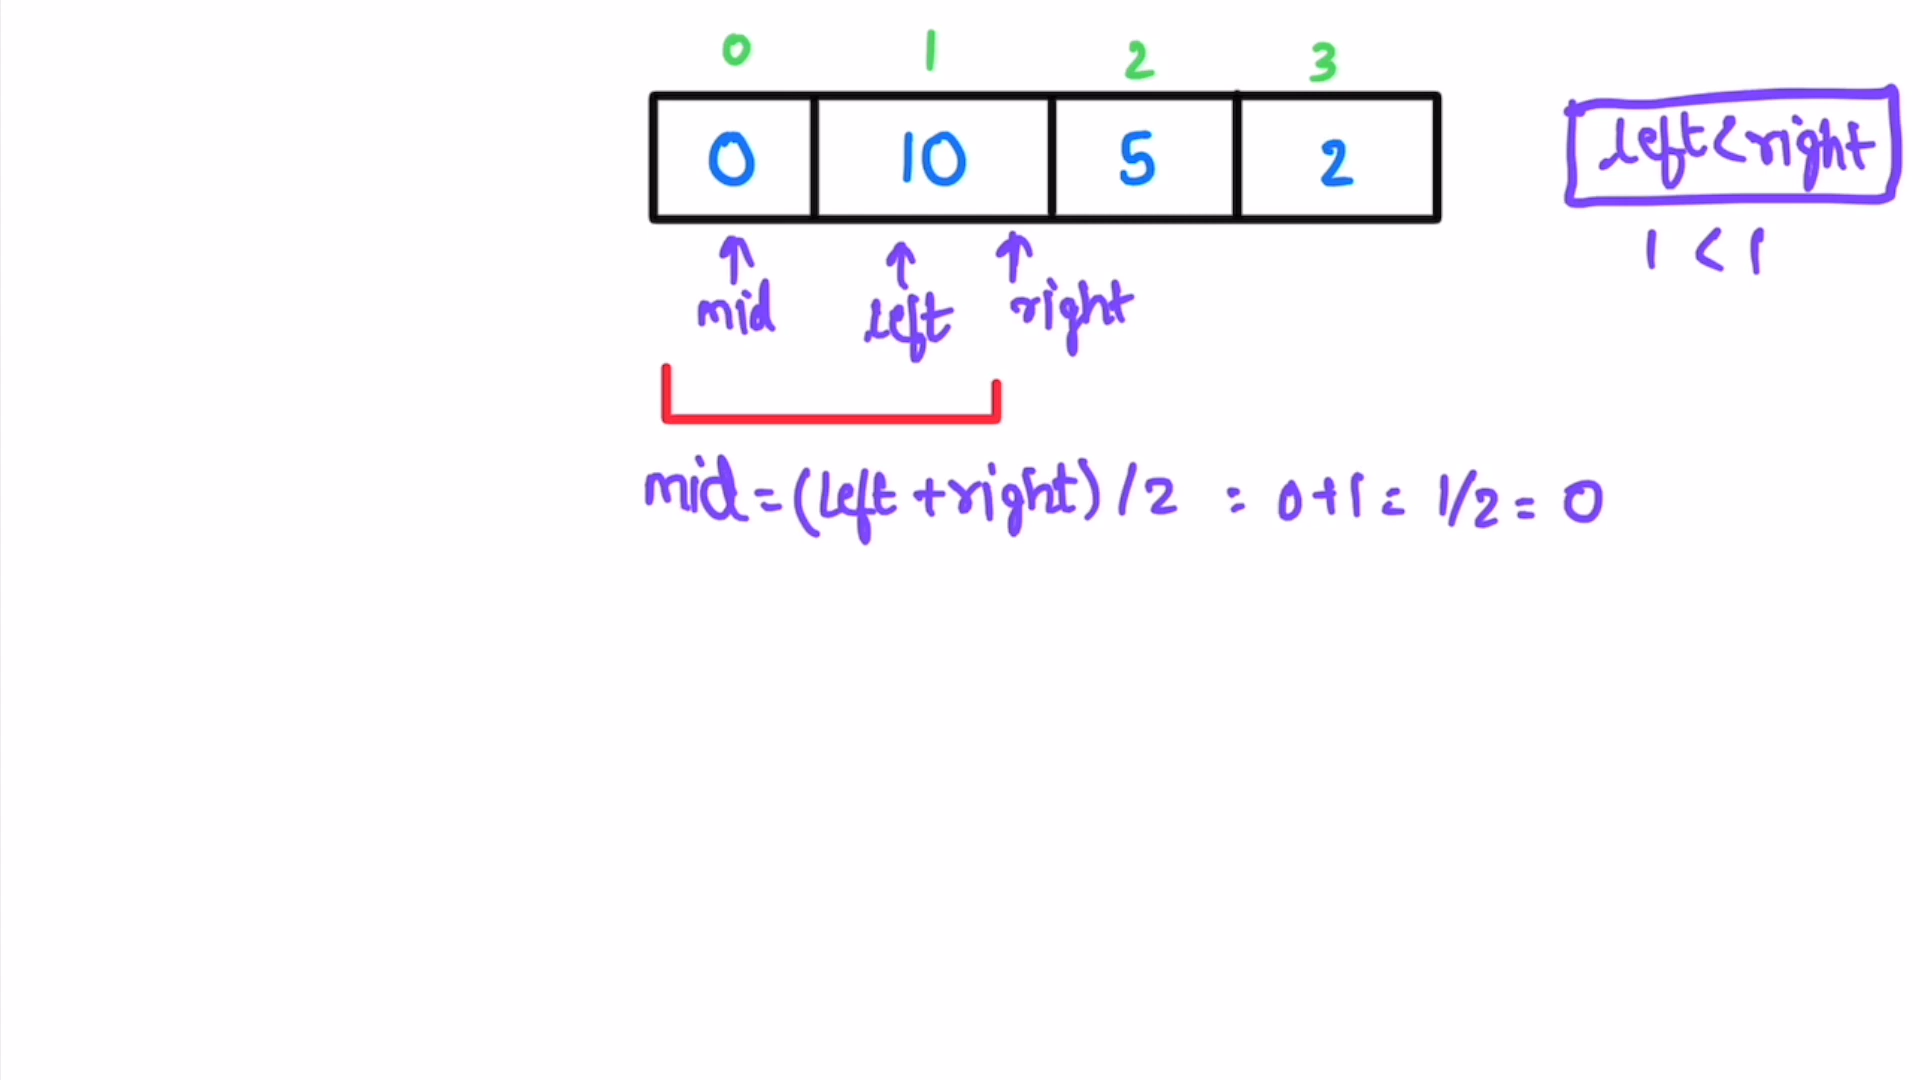 0 1 2 3
0 10 5 2
left<right
1 < 1
mid left right
mid = (left + right) / 2 = 0+1 = 1/2 = 0